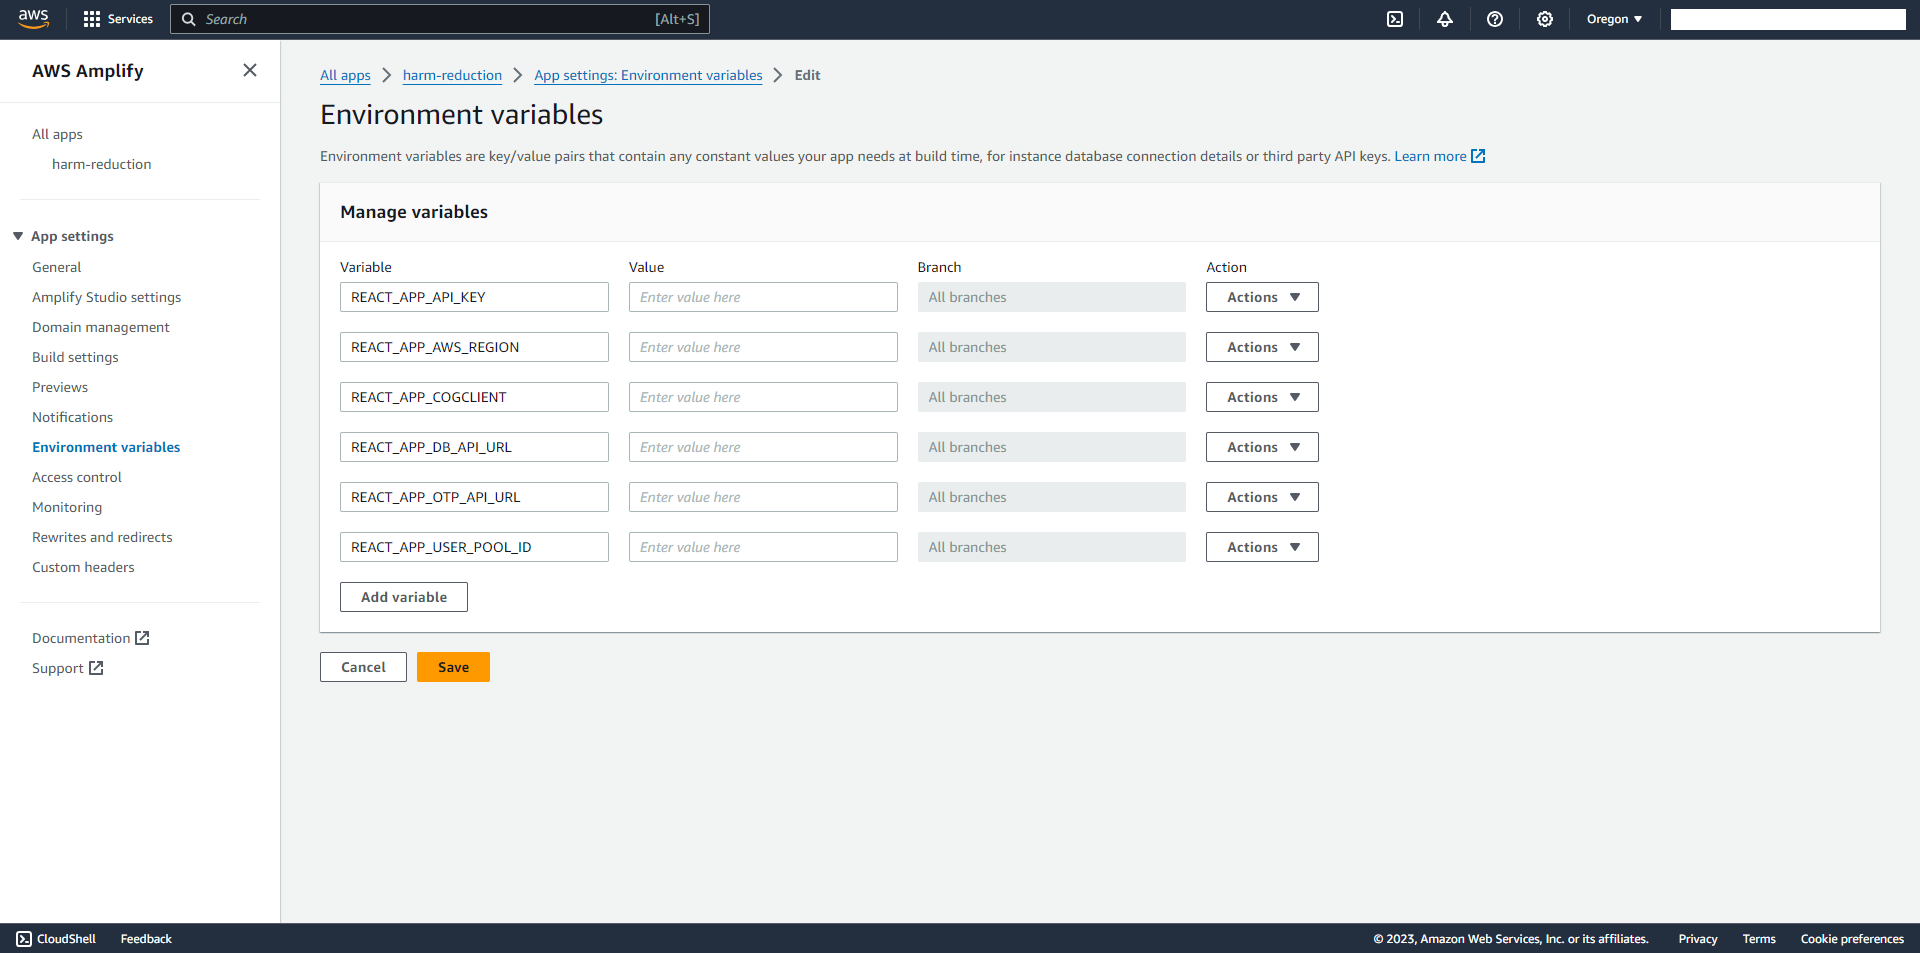 aws
Services
Search
[Alt+S]
Oregon
AWS Amplify
All apps
harm-reduction
App settings
General
Amplify Studio settings
Domain management
Build settings
Previews
Notifications
Environment variables
Access control
Monitoring
Rewrites and redirects
Custom headers
Documentation
Support
All apps harm-reduction App settings: Environment variables Edit
Environment variables
Environment variables are key/value pairs that contain any constant values your app needs at build time, for instance database connection details or third party API keys. Learn more
Manage variables
Variable Value Branch Action
REACT_APP_API_KEY Enter value here All branches Actions
REACT_APP_AWS_REGION Enter value here All branches Actions
REACT_APP_COGCLIENT Enter value here All branches Actions
REACT_APP_DB_API_URL Enter value here All branches Actions
REACT_APP_OTP_API_URL Enter value here All branches Actions
REACT_APP_USER_POOL_ID Enter value here All branches Actions
Add variable
Cancel Save
CloudShell Feedback © 2023, Amazon Web Services, Inc. or its affiliates. Privacy Terms Cookie preferences